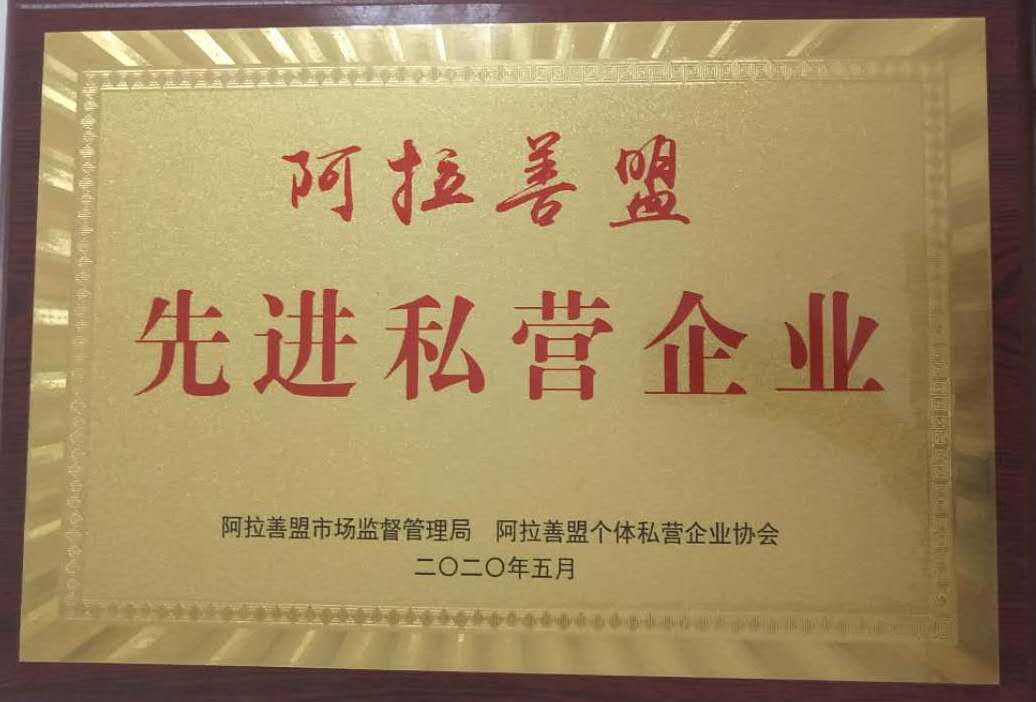 阿拉善盟
先进私营企业
阿拉善盟市场监督管理局 阿拉善盟个体私营企业协会
二〇二〇年五月